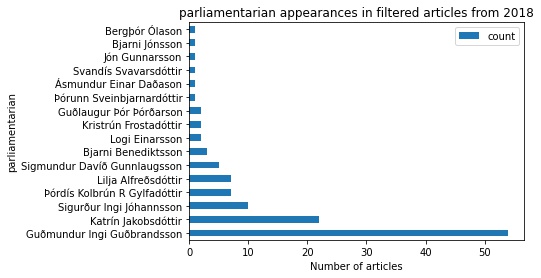 parliamentarian appearances in filtered articles from 2018
count
parliamentarian
Bergþór Ólason
Bjarni Jónsson
Jón Gunnarsson
Svandís Svavarsdóttir
Ásmundur Einar Daðason
Þórunn Sveinbjarnardóttir
Guðlaugur Þór Þórðarson
Kristrún Frostadóttir
Logi Einarsson
Bjarni Benediktsson
Sigmundur Davíð Gunnlaugsson
Lilja Alfreðsdóttir
Þórdís Kolbrún R Gylfadóttir
Sigurður Ingi Jóhannsson
Katrín Jakobsdóttir
Guðmundur Ingi Guðbrandsson
0 10 20 30 40 50
Number of articles